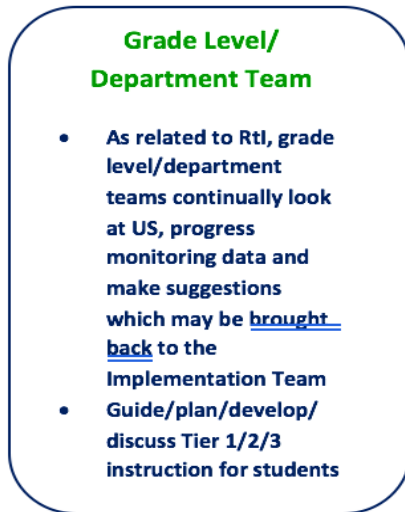 Grade Level/
Department Team
• As related to RtI, grade
level/department
teams continually look
at US, progress
monitoring data and
make suggestions
which may be brought
back to the
Implementation Team
• Guide/plan/develop/
discuss Tier 1/2/3
instruction for students